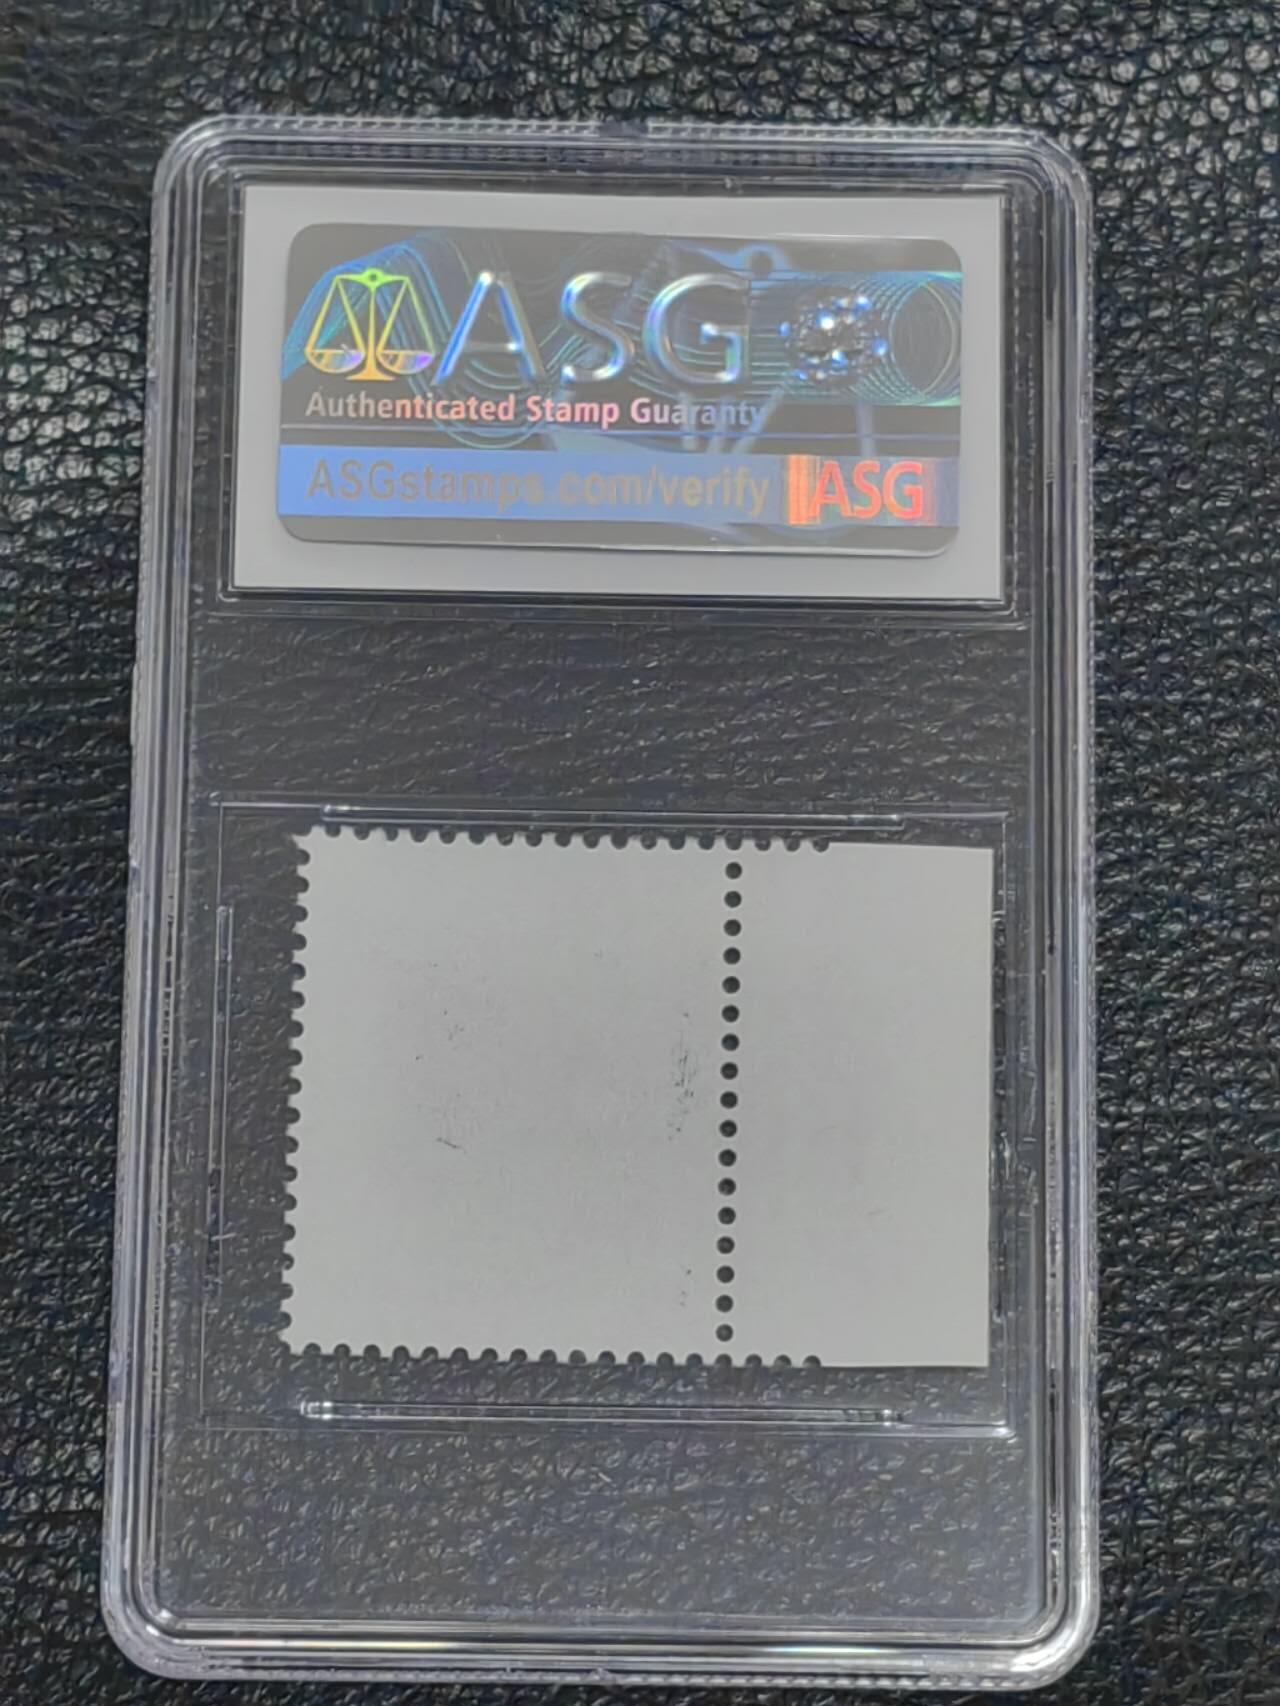 ASG
Authenticated Stamp Guaranty
ASGstamps.com/verify ASG